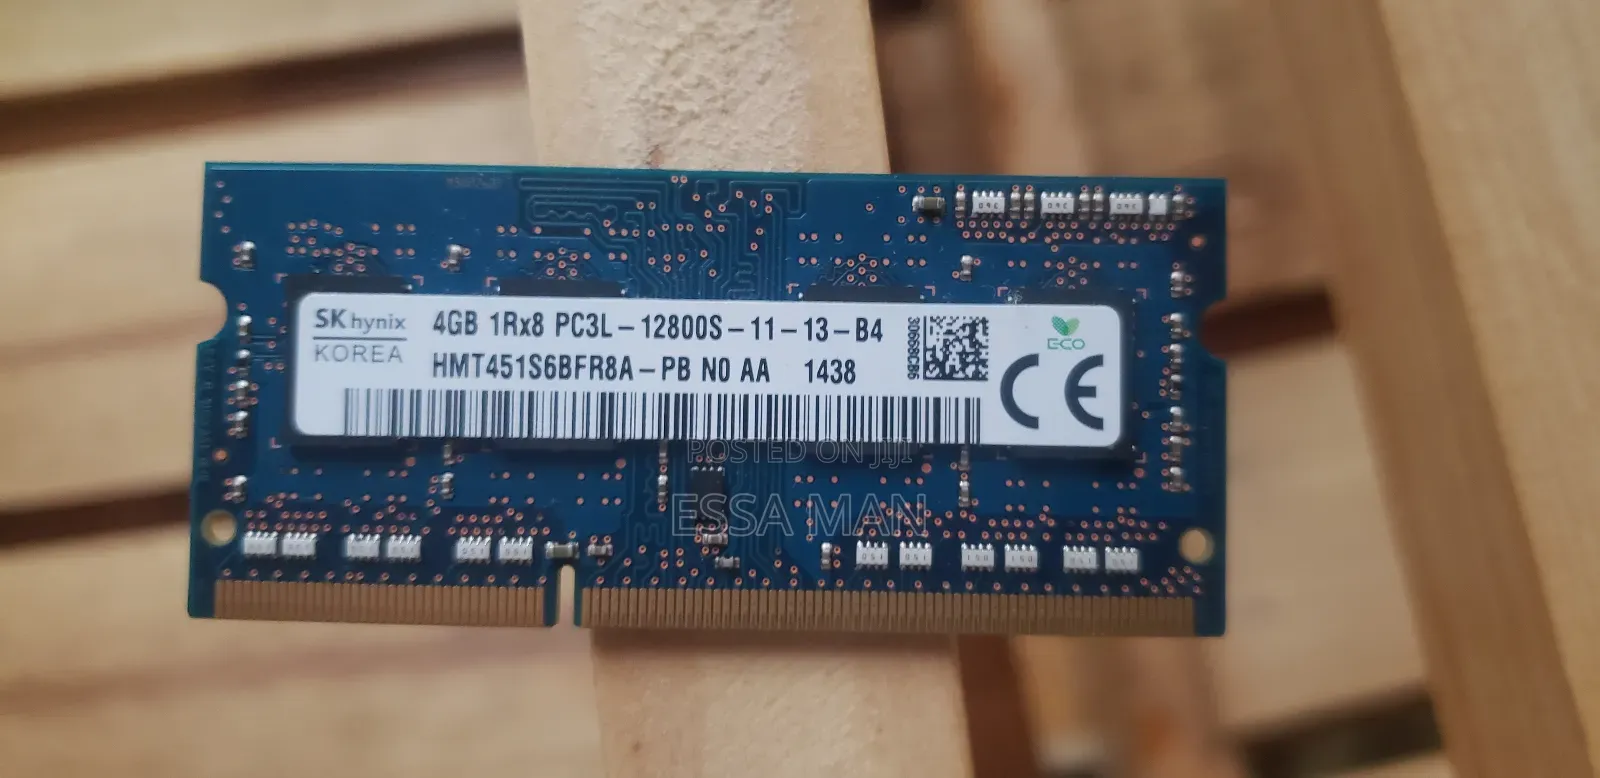 SK hynix
KOREA
4GB 1Rx8 PC3L-12800S-11-13-B4
HMT451S6BFR8A-PB N0 AA 1438
3D668CB6
ECO
CE
POSTED ON JIJI
ESSA MAN